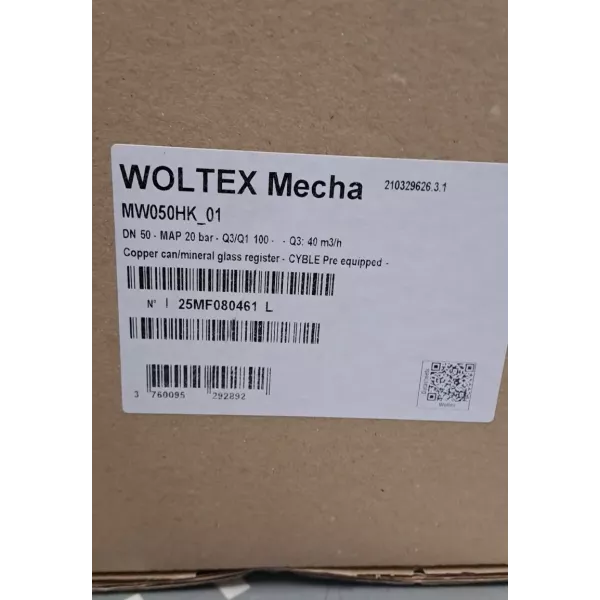 WOLTEX Mecha 210329626.3.1
MW050HK_01
DN 50 - MAP 20 bar - Q3/Q1 100 - - Q3: 40 m3/h
Copper can/mineral glass register - CYBLE Pre equipped -
N° I 25MF080461 L
3 760095 292892
Woltex